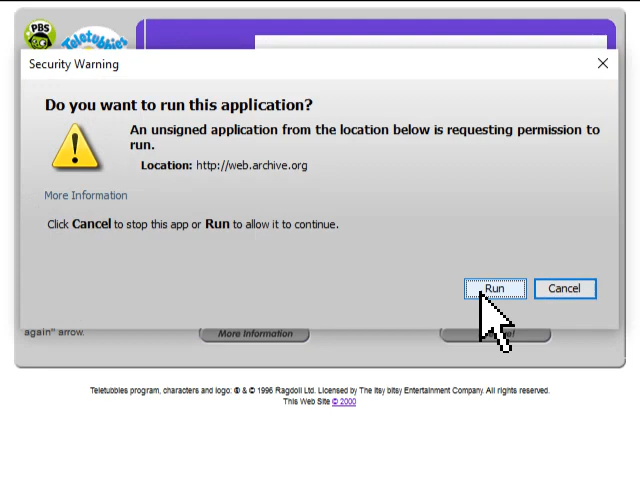 PBS
Teletubbies
Security Warning
Do you want to run this application?
An unsigned application from the location below is requesting permission to
run.
Location: http://web.archive.org
More Information
Click Cancel to stop this app or Run to allow it to continue.
Run
Cancel
again" arrow.
More Information
Teletubbies program, characters and logo: ® & © 1996 Ragdoll Ltd. Licensed by The itsy bitsy Entertainment Company. All rights reserved.
This Web Site © 2000